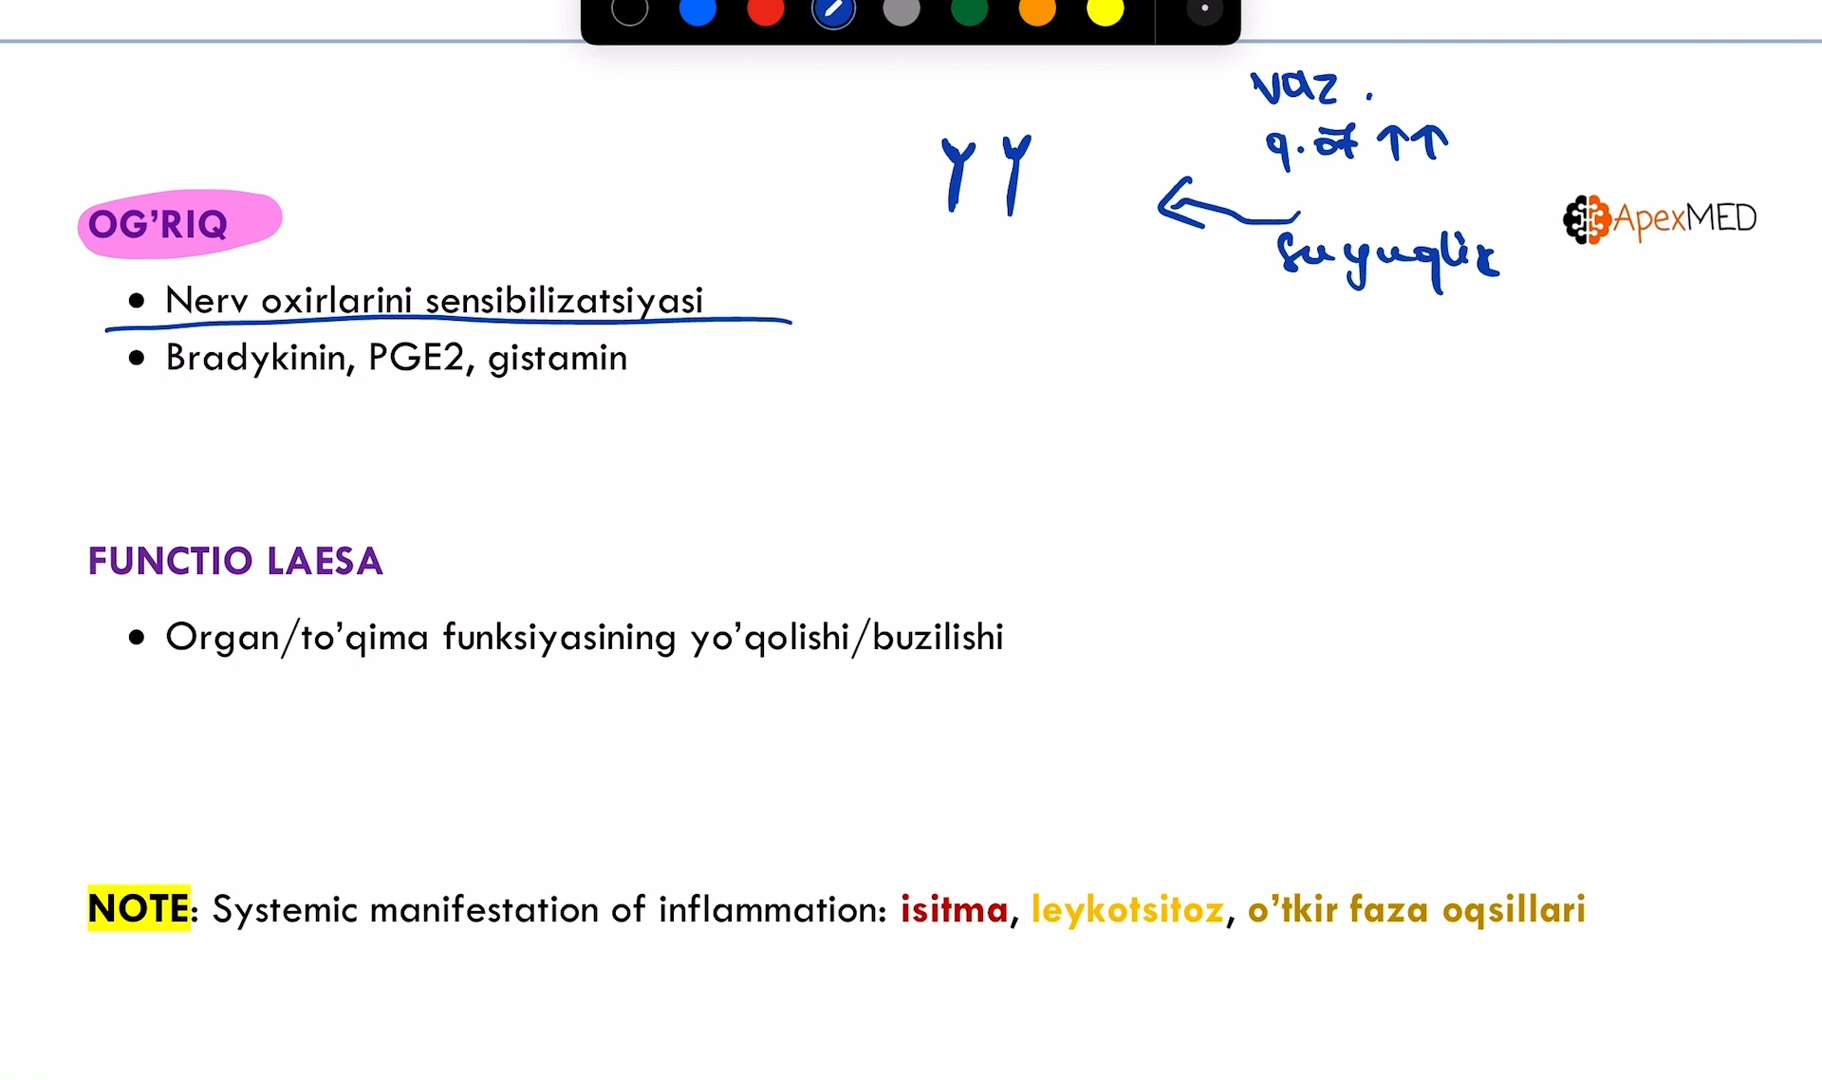 vaz.
q.o't ↑↑
suyuqlik
ApexMED
OG’RIQ
• Nerv oxirlarini sensibilizatsiyasi
• Bradykinin, PGE2, gistamin
FUNCTIO LAESA
• Organ/to’qima funksiyasining yo’qolishi/buzilishi
NOTE: Systemic manifestation of inflammation: isitma, leykotsitoz, o’tkir faza oqsillari